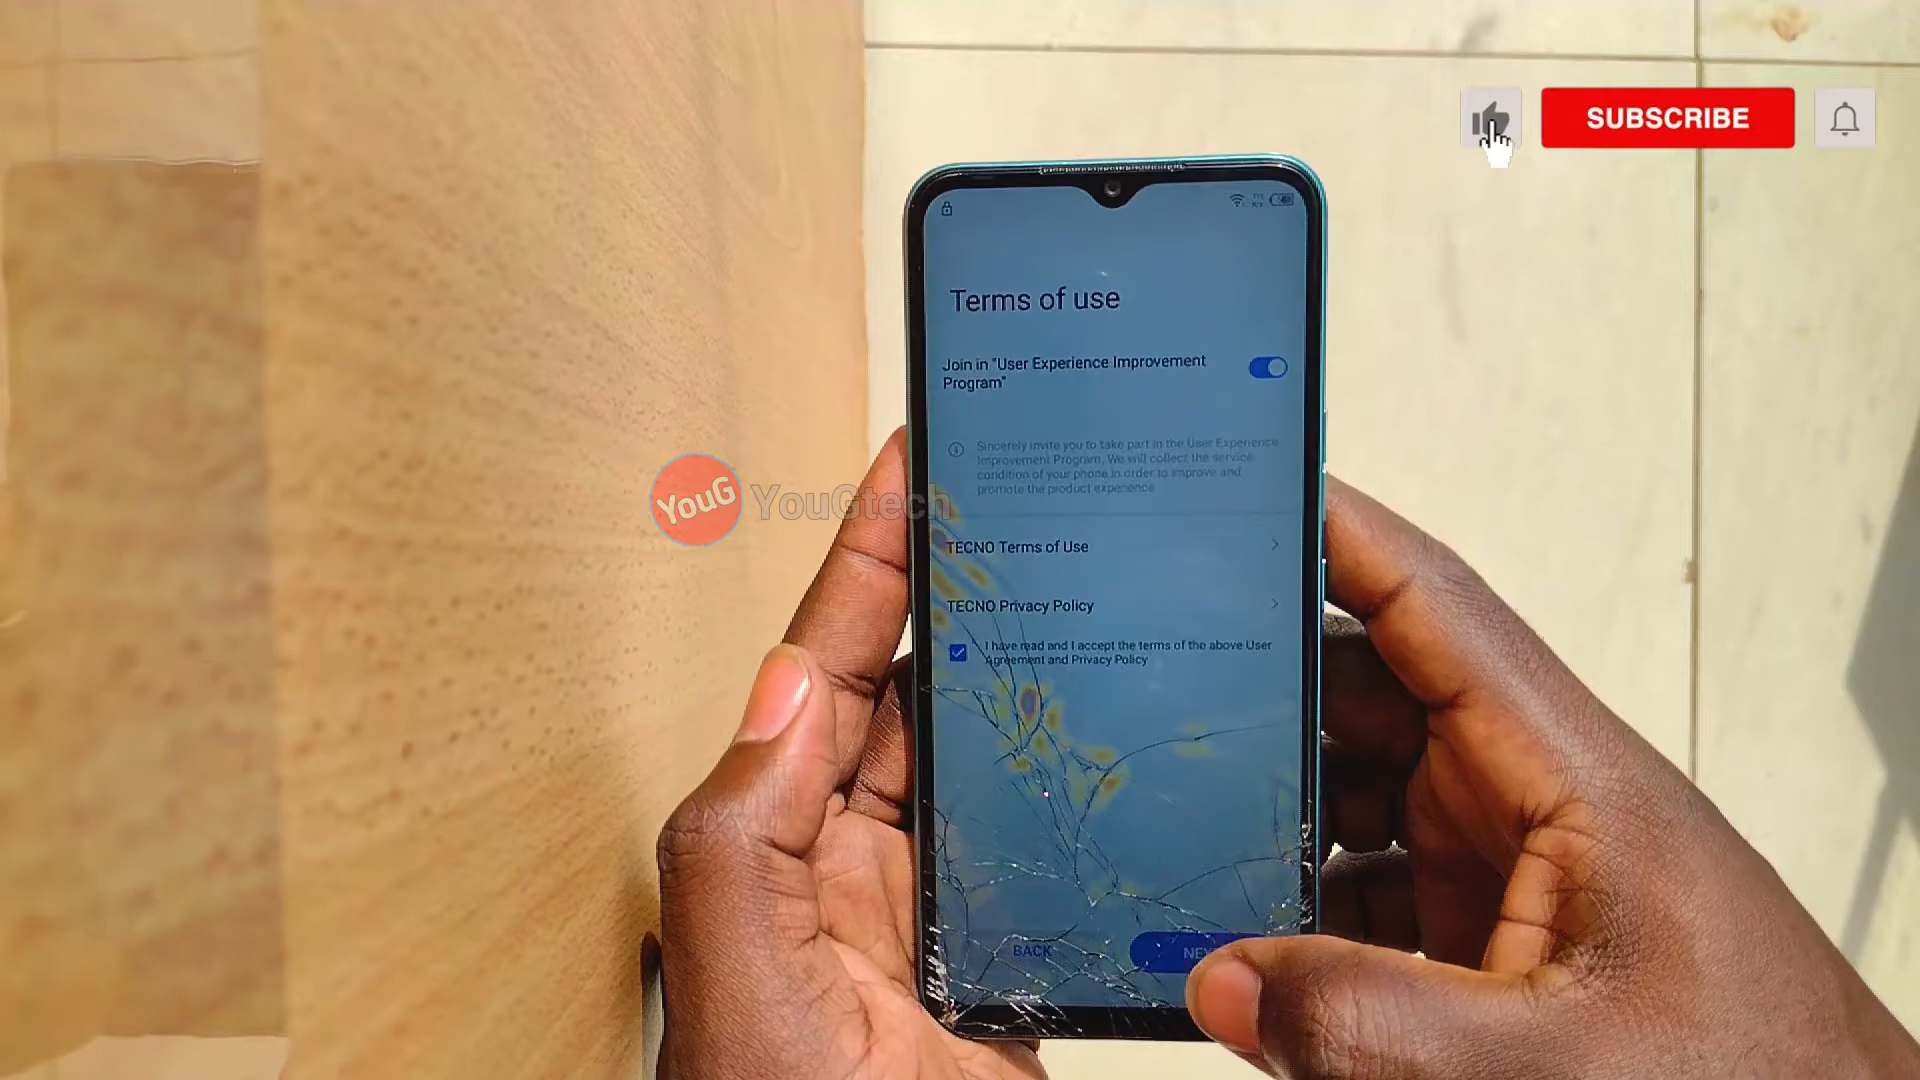 SUBSCRIBE
Terms of use
Join in "User Experience Improvement
Program"
Sincerely invite you to take part in the User Experience
Improvement Program. We will collect the service
condition of your phone in order to improve and
promote the product experience
YouG YouGtech
TECNO Terms of Use
TECNO Privacy Policy
I have read and I accept the terms of the above User
Agreement and Privacy Policy
BACK